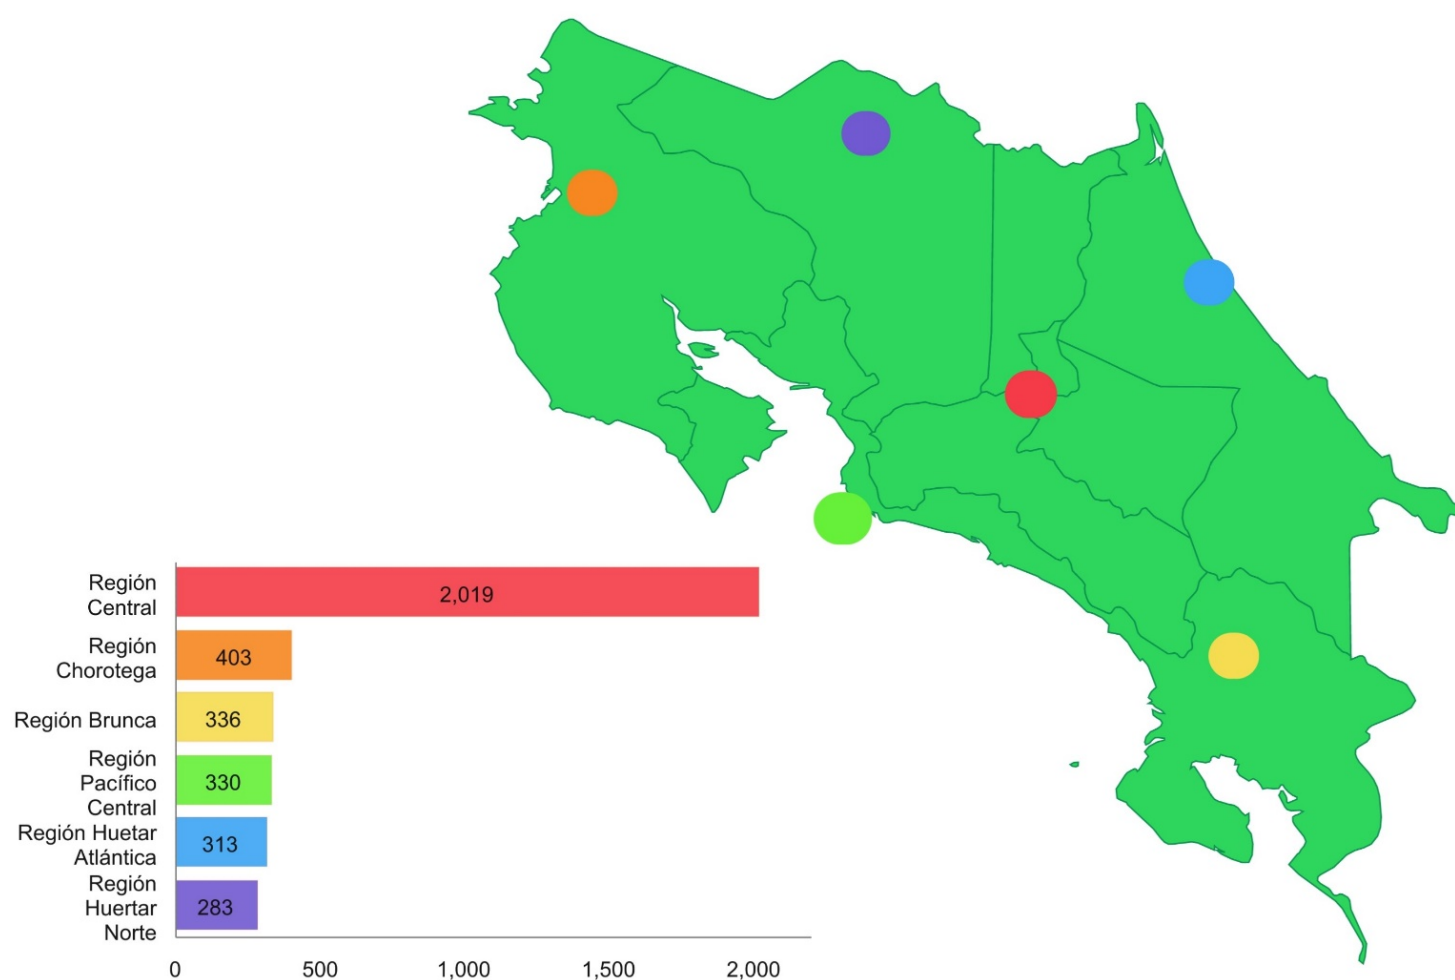 Región
Central
2,019
Región
Chorotega
403
Región Brunca
336
Región
Pacífico
Central
330
Región Huetar
Atlántica
313
Región
Huertar
Norte
283
0 500 1,000 1,500 2,000